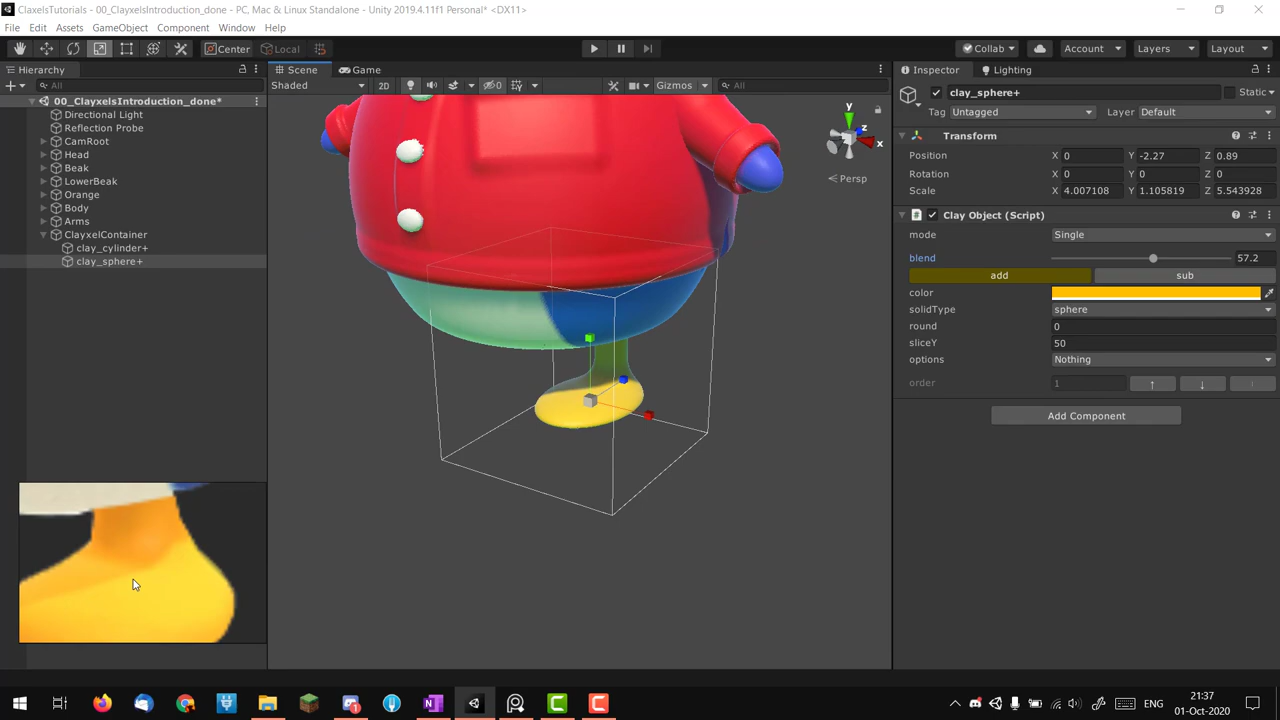 ClaxelsTutorials - 00_ClayxelsIntroduction_done - PC, Mac & Linux Standalone - Unity 2019.4.11f1 Personal* <DX11>
File Edit Assets GameObject Component Window Help
Center Local Collab Account Layers Layout
Hierarchy Scene Game Inspector Lighting
All Shaded 2D 0 Gizmos All clay_sphere+ Static
00_ClayxelsIntroduction_done*
Tag Untagged Layer Default
Directional Light
Reflection Probe
CamRoot
Head
Beak
LowerBeak
Orange
Body
Arms
ClayxelContainer
clay_cylinder+
clay_sphere+
y
z
x
Persp
Transform
Position X 0 Y -2.27 Z 0.89
Rotation X 0 Y 0 Z 0
Scale X 4.007108 Y 1.105819 Z 5.543928
Clay Object (Script)
mode Single
blend 57.2
add sub
color
solidType sphere
round 0
sliceY 50
options Nothing
order 1 ↑ ↓
Add Component
ENG 21:37
01-Oct-2020